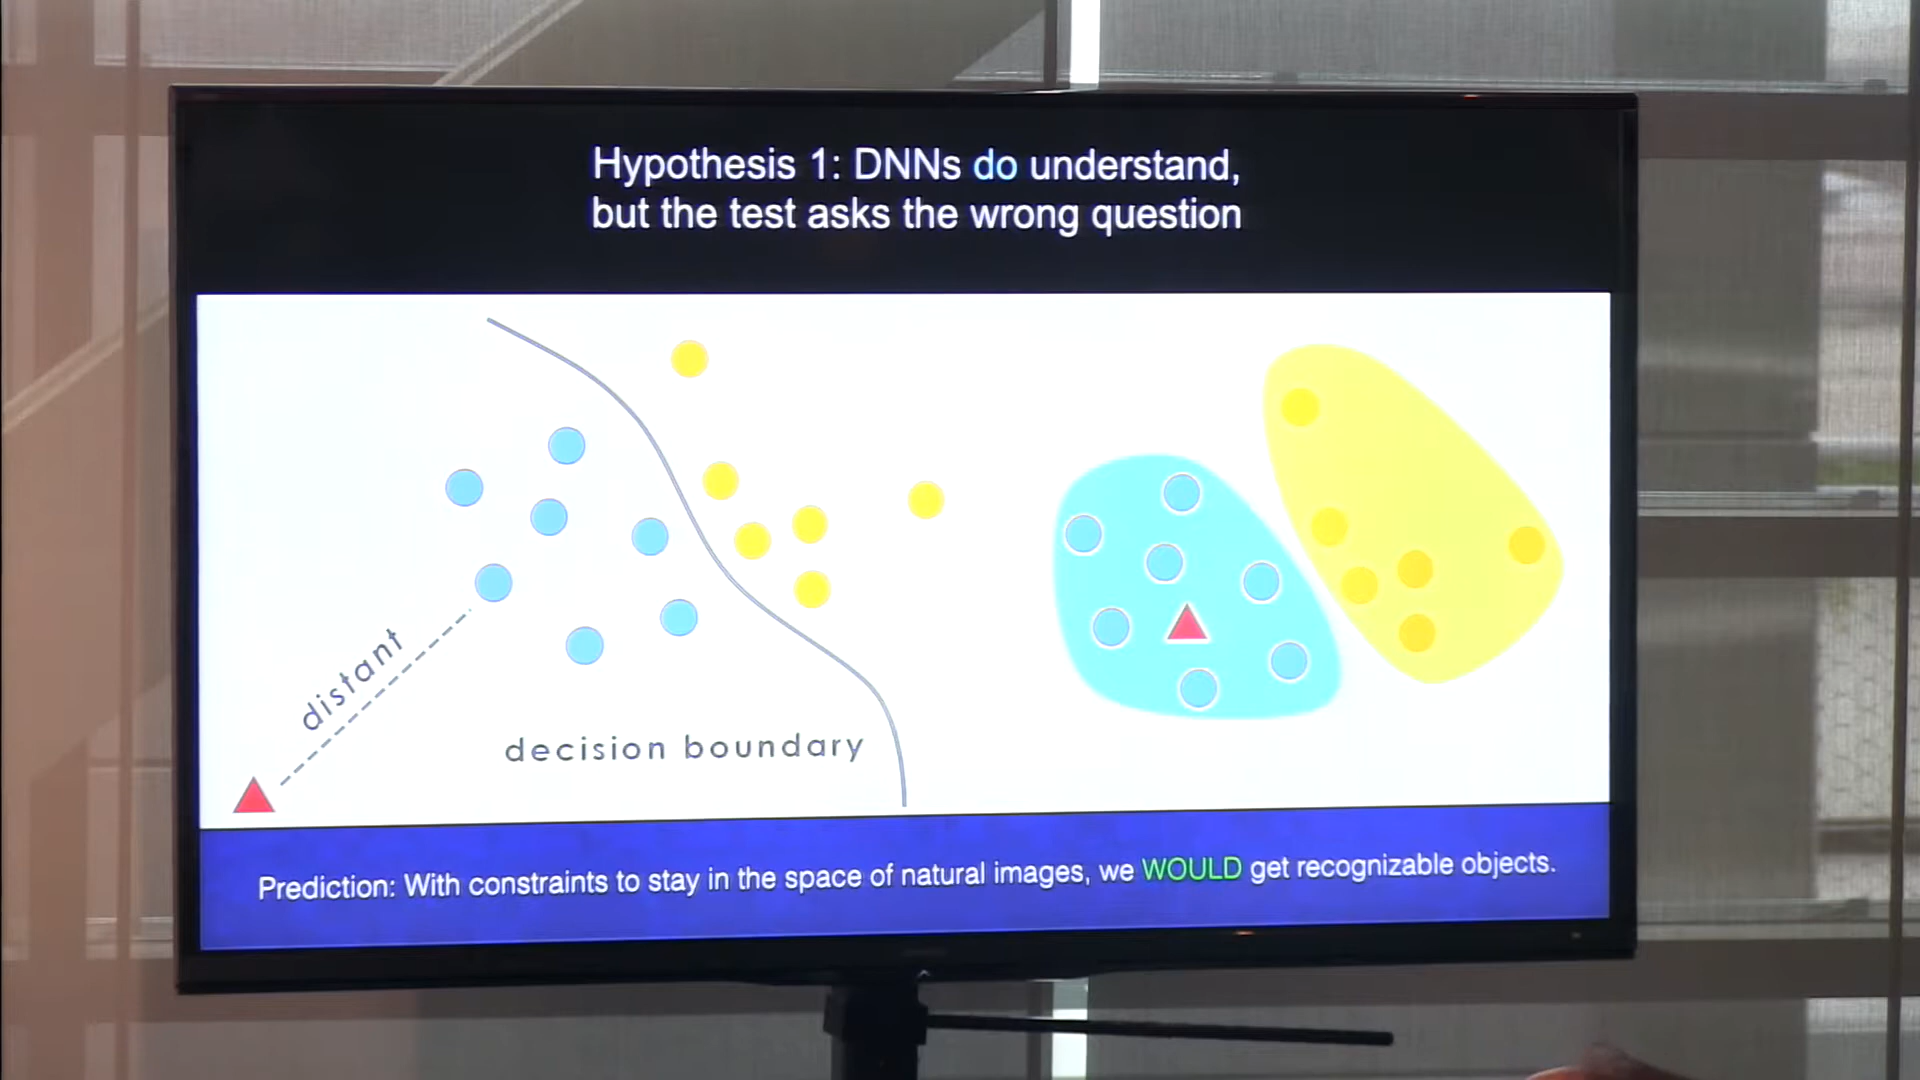 Hypothesis 1: DNNs do understand,
but the test asks the wrong question
distant
decision boundary
Prediction: With constraints to stay in the space of natural images, we WOULD get recognizable objects.